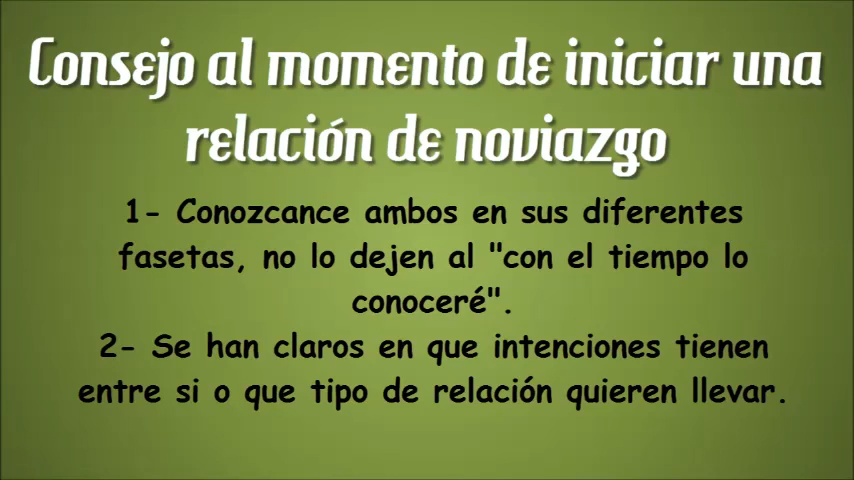 Consejo al momento de iniciar una
relación de noviazgo
1- Conozcance ambos en sus diferentes
fasetas, no lo dejen al "con el tiempo lo
conoceré".
2- Se han claros en que intenciones tienen
entre si o que tipo de relación quieren llevar.